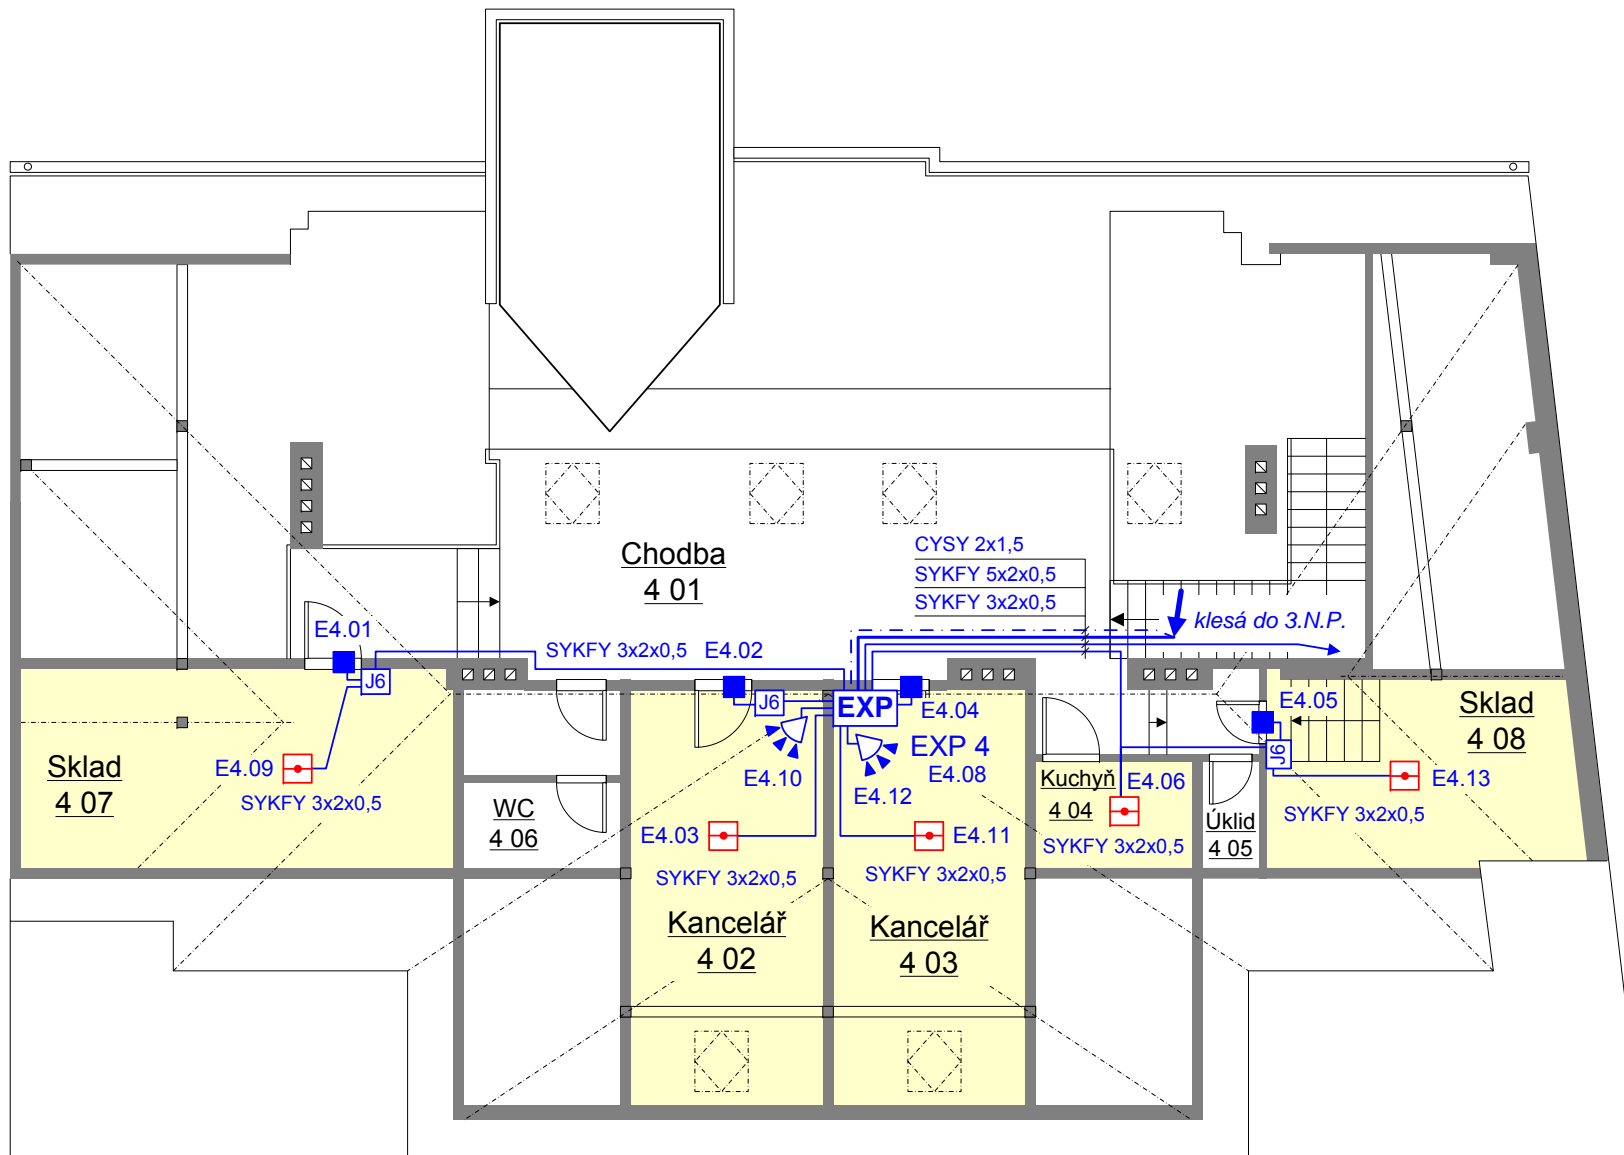 CYSY 2x1,5
SYKFY 5x2x0,5
SYKFY 3x2x0,5
Chodba
4 01
klesá do 3.N.P.
E4.01
SYKFY 3x2x0,5
E4.02
J6
J6
EXP
E4.04
E4.05
J6
Sklad
4 08
EXP 4
E4.08
E4.10
E4.12
Sklad
4 07
E4.09
SYKFY 3x2x0,5
WC
4 06
E4.03
SYKFY 3x2x0,5
E4.11
SYKFY 3x2x0,5
Kuchyň
4 04
E4.06
SYKFY 3x2x0,5
Úklid
4 05
E4.13
SYKFY 3x2x0,5
Kancelář
4 02
Kancelář
4 03